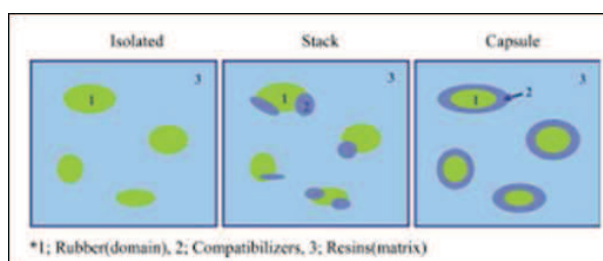 Isolated Stack Capsule
3 3 3
1 1 2 1 2
*1; Rubber(domain), 2; Compatibilizers, 3; Resins(matrix)